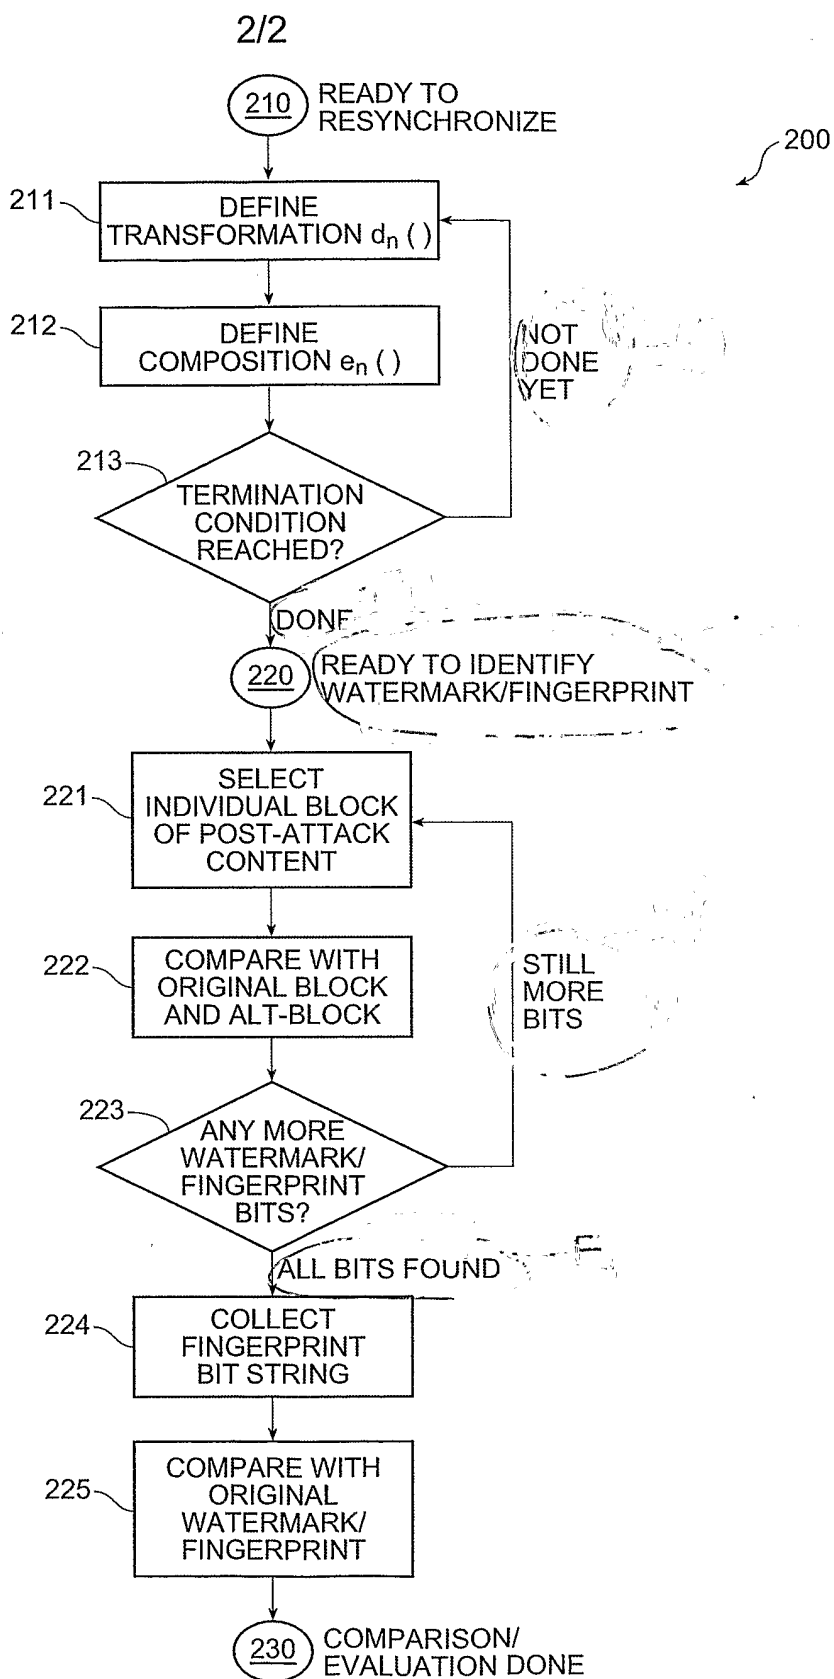 2/2
210
READY TO
RESYNCHRONIZE
200
211
DEFINE
TRANSFORMATION dn ( )
212
DEFINE
COMPOSITION en ( )
NOT
DONE
YET
213
TERMINATION
CONDITION
REACHED?
DONE
220
READY TO IDENTIFY
WATERMARK/FINGERPRINT
221
SELECT
INDIVIDUAL BLOCK
OF POST-ATTACK
CONTENT
222
COMPARE WITH
ORIGINAL BLOCK
AND ALT-BLOCK
STILL
MORE
BITS
223
ANY MORE
WATERMARK/
FINGERPRINT
BITS?
ALL BITS FOUND
224
COLLECT
FINGERPRINT
BIT STRING
225
COMPARE WITH
ORIGINAL
WATERMARK/
FINGERPRINT
230
COMPARISON/
EVALUATION DONE